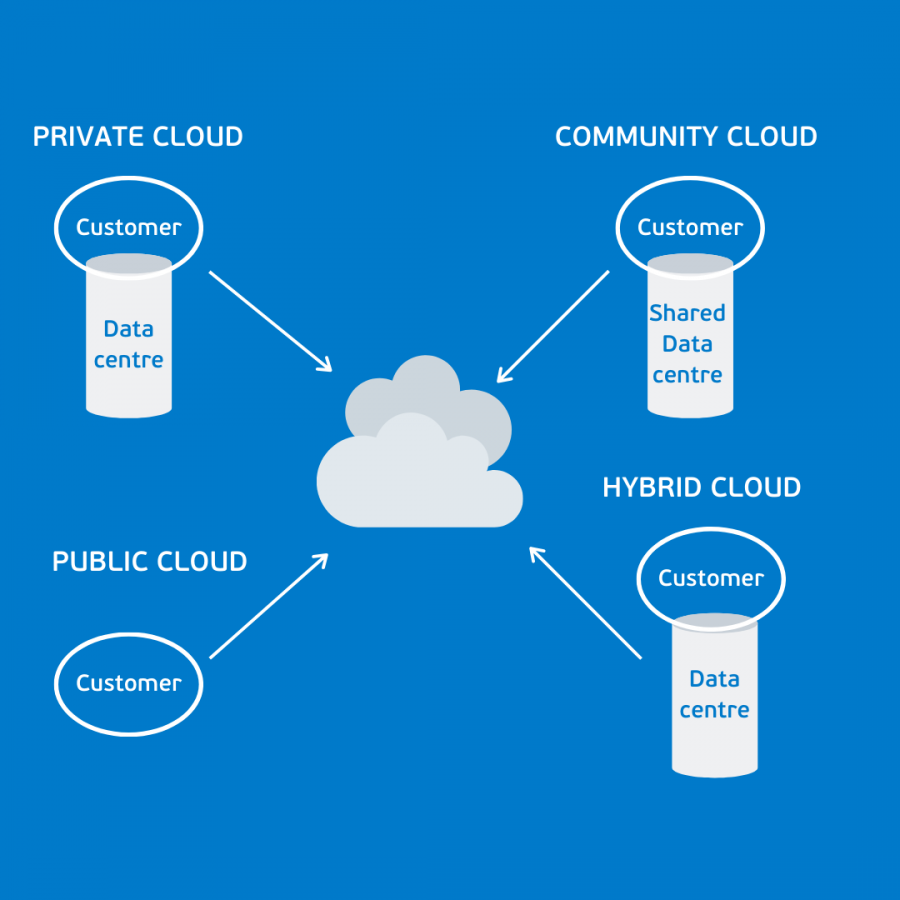 PRIVATE CLOUD
Customer
Data
centre
COMMUNITY CLOUD
Customer
Shared
Data
centre
PUBLIC CLOUD
Customer
HYBRID CLOUD
Customer
Data
centre